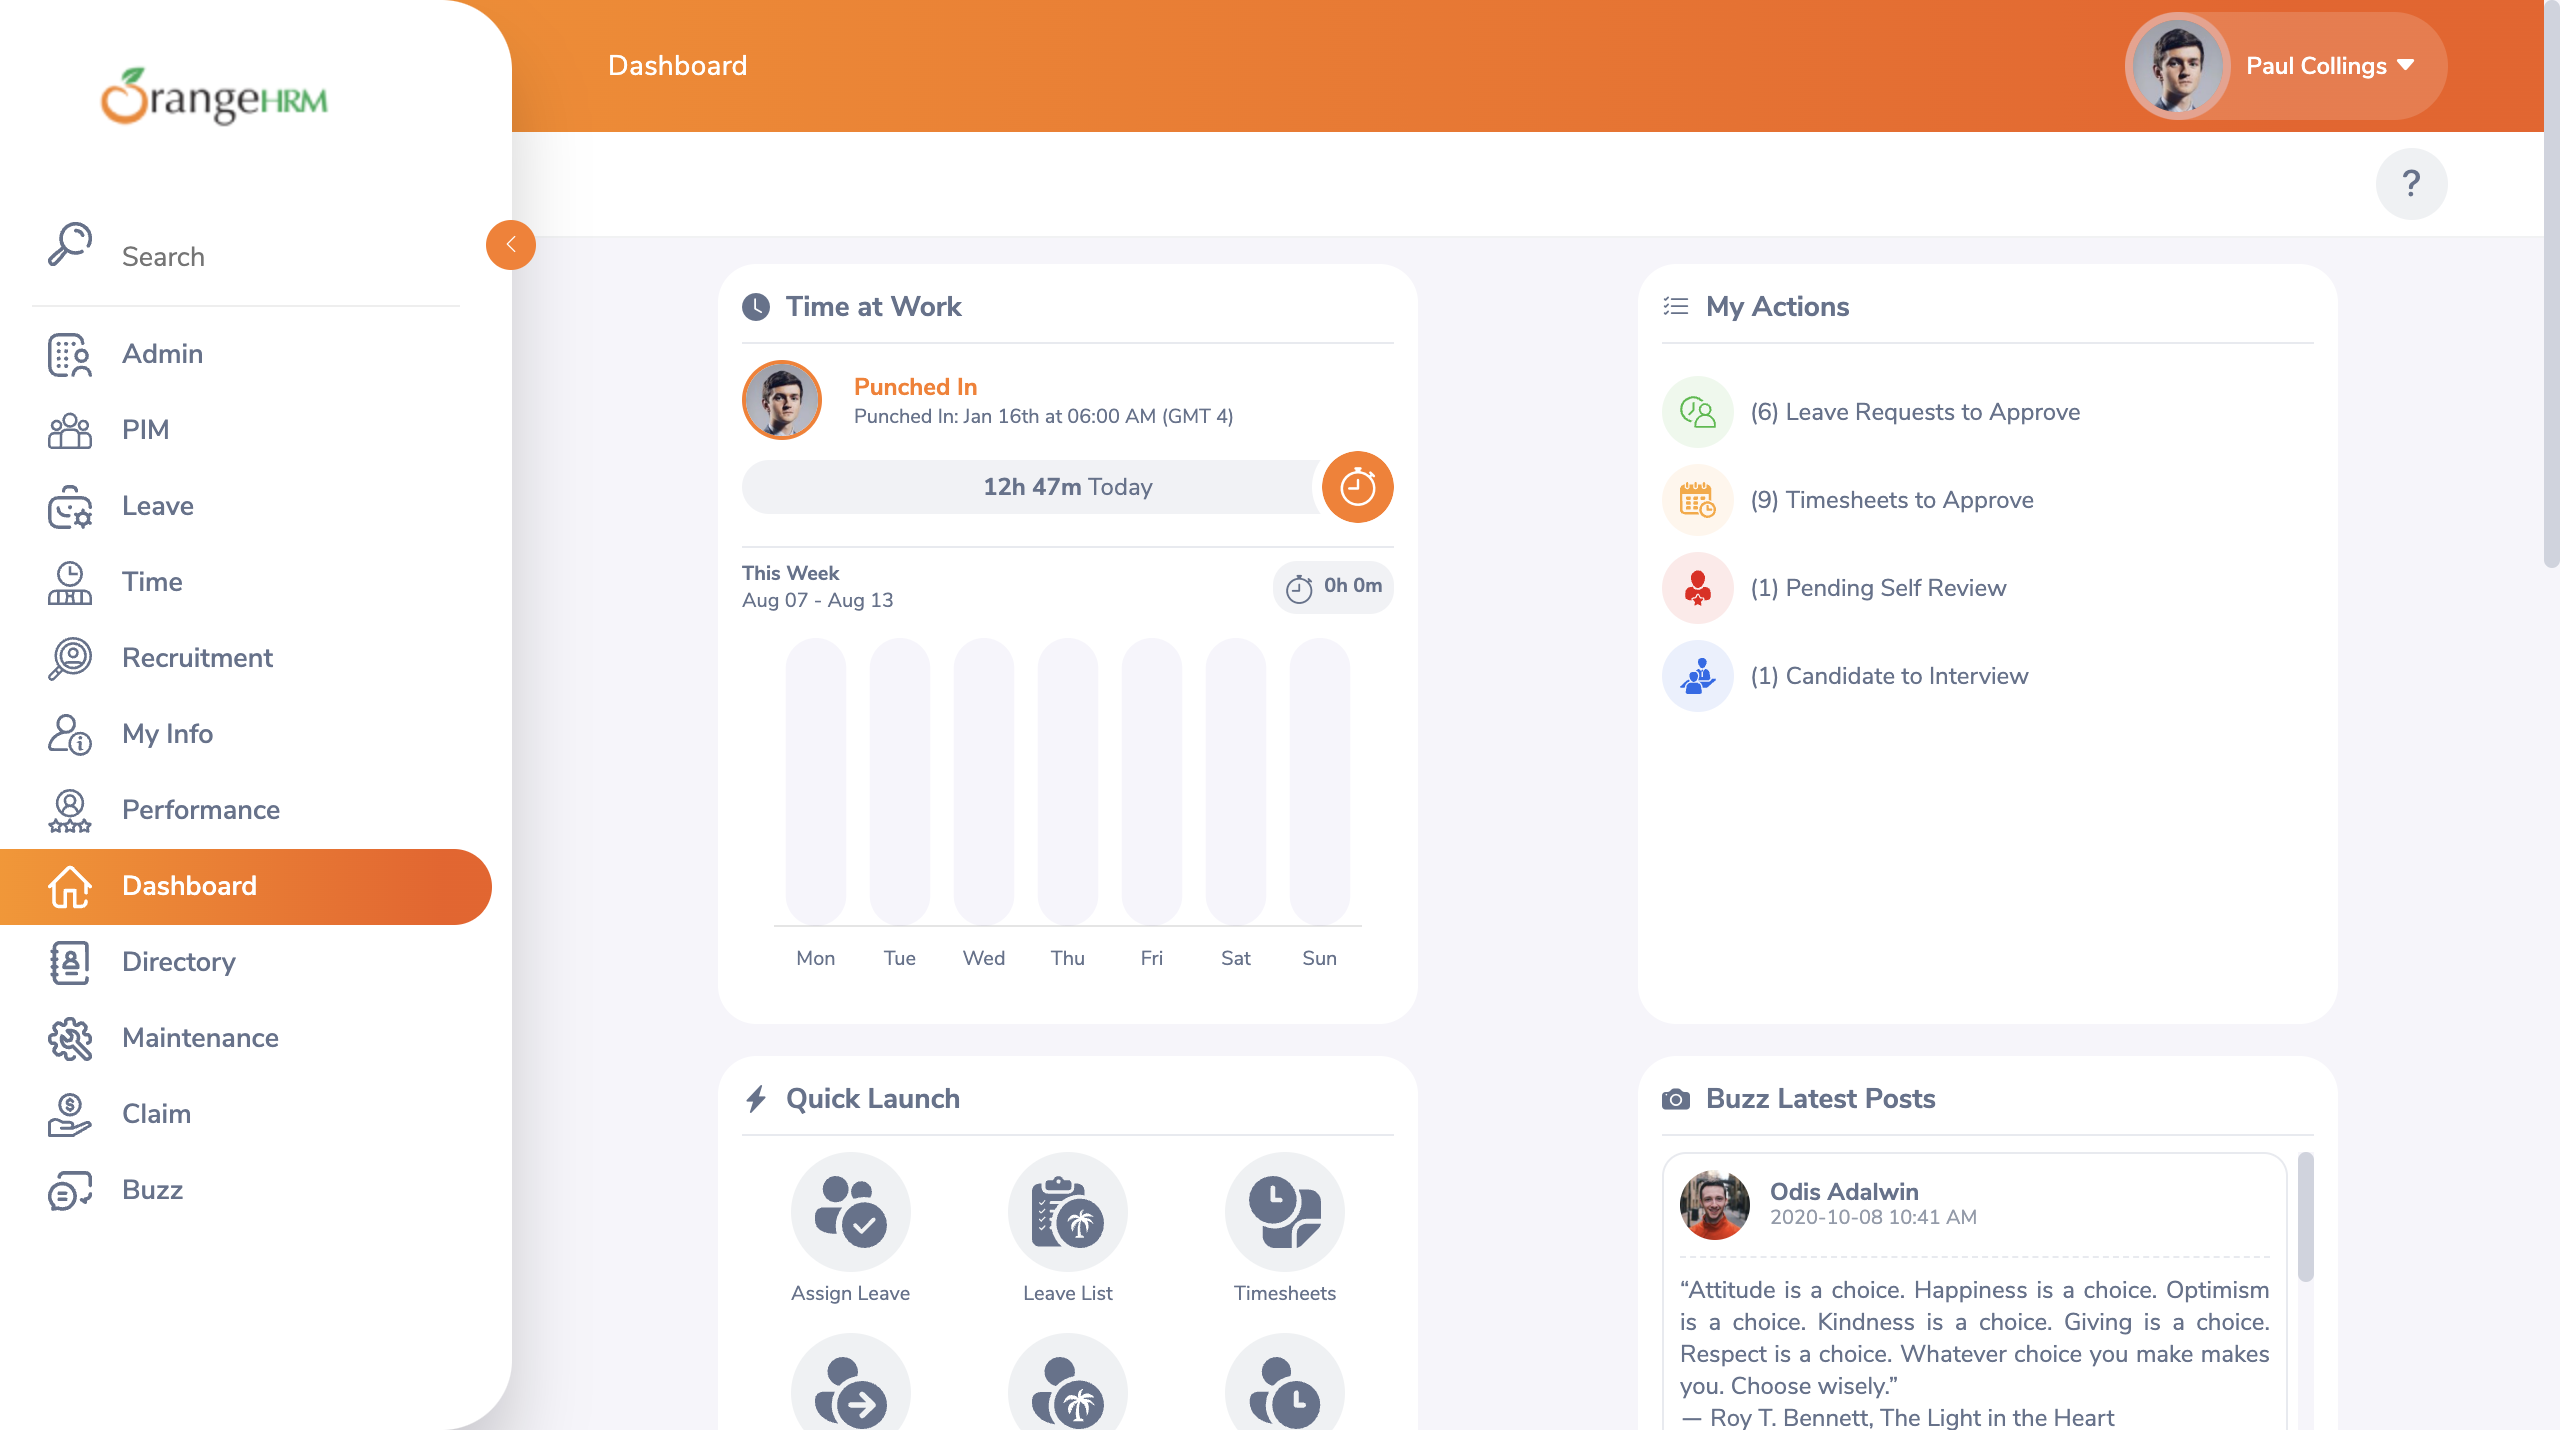 OrangeHRM
Search
Admin
PIM
Leave
Time
Recruitment
My Info
Performance
Dashboard
Directory
Maintenance
Claim
Buzz
Dashboard
Paul Collings
?
Time at Work
Punched In
Punched In: Jan 16th at 06:00 AM (GMT 4)
12h 47m Today
This Week
Aug 07 - Aug 13
0h 0m
Mon Tue Wed Thu Fri Sat Sun
My Actions
(6) Leave Requests to Approve
(9) Timesheets to Approve
(1) Pending Self Review
(1) Candidate to Interview
Quick Launch
Assign Leave
Leave List
Timesheets
Buzz Latest Posts
Odis Adalwin
2020-10-08 10:41 AM
“Attitude is a choice. Happiness is a choice. Optimism
is a choice. Kindness is a choice. Giving is a choice.
Respect is a choice. Whatever choice you make makes
you. Choose wisely.”
— Roy T. Bennett, The Light in the Heart